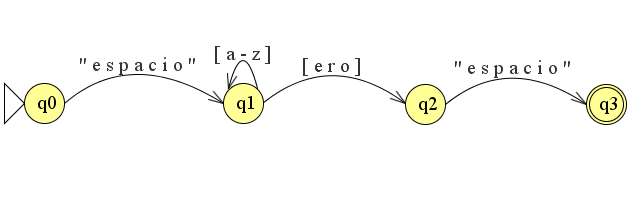 "espacio"
[a-z]
[ero]
"espacio"
q0
q1
q2
q3